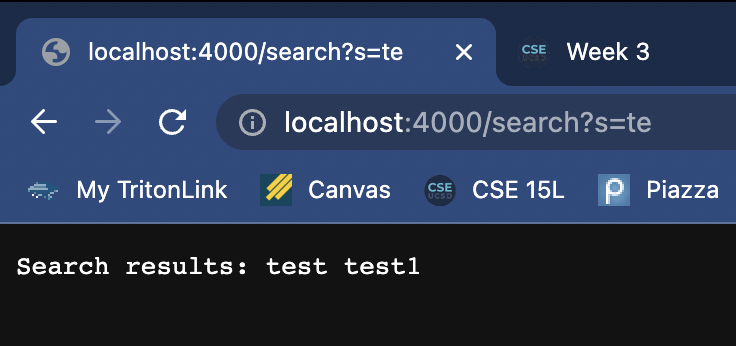 localhost:4000/search?s=te × CSE UCSD Week 3
localhost:4000/search?s=te
My TritonLink Canvas CSE UCSD CSE 15L Piazza
Search results: test test1